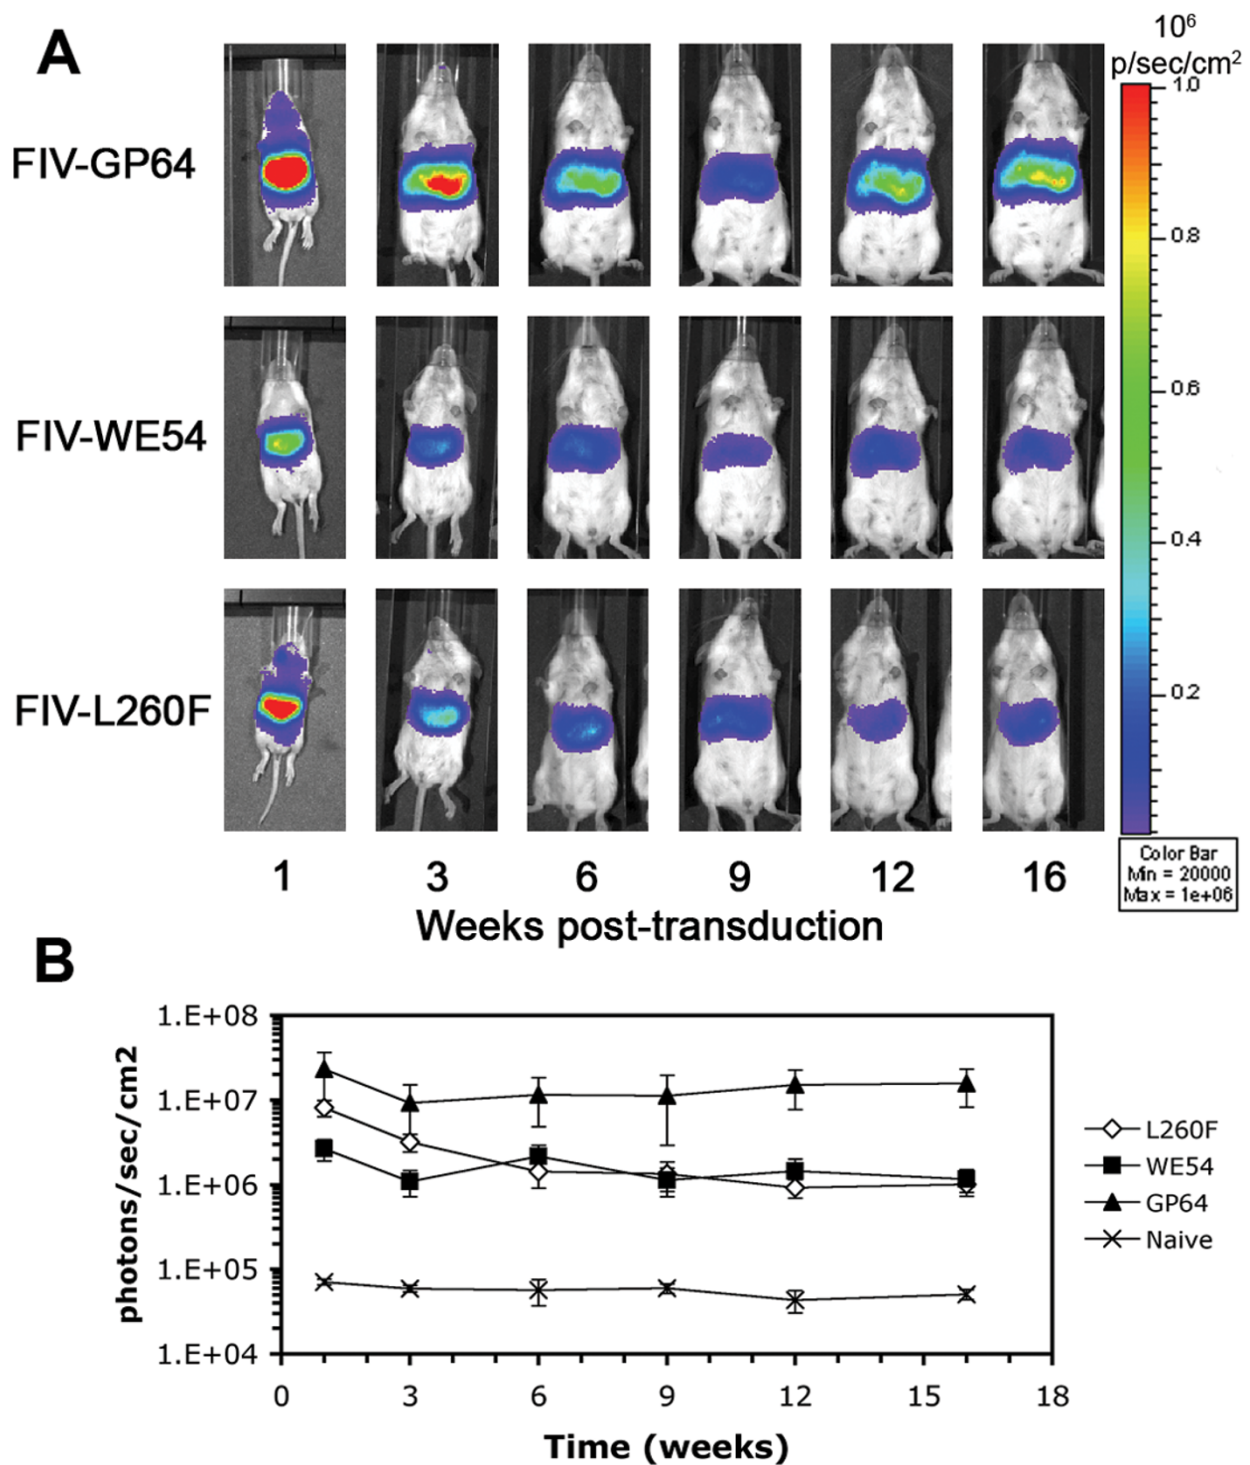 A
10⁶
p/sec/cm²
1.0
FIV-GP64
0.8
0.6
FIV-WE54
0.4
0.2
FIV-L260F
1 3 6 9 12 16
Color Bar
Min = 20000
Max = 1e+06
Weeks post-transduction
B
1.E+08
1.E+07
1.E+06
1.E+05
1.E+04
photons/sec/cm2
L260F
WE54
GP64
Naive
0 3 6 9 12 15 18
Time (weeks)